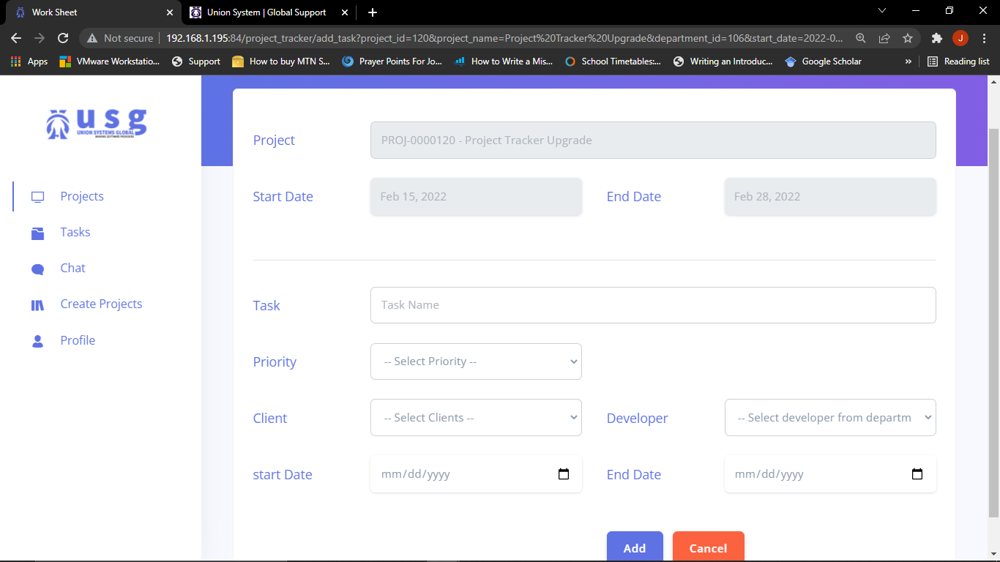 Work Sheet
Union System | Global Support
Not secure | 192.168.1.195:84/project_tracker/add_task?project_id=120&project_name=Project%20Tracker%20Upgrade&department_id=106&start_date=2022-0...
J
Apps
VMware Workstatio...
Support
How to buy MTN S...
Prayer Points For Jo...
How to Write a Mis...
School Timetables:...
Writing an Introduc...
Google Scholar
»
Reading list
usg
UNION SYSTEMS GLOBAL
BANKING SOFTWARE PROVIDERS
Projects
Tasks
Chat
Create Projects
Profile
Project
PROJ-0000120 - Project Tracker Upgrade
Start Date
Feb 15, 2022
End Date
Feb 28, 2022
Task
Task Name
Priority
-- Select Priority --
Client
-- Select Clients --
Developer
-- Select developer from departm
start Date
mm/dd/yyyy
End Date
mm/dd/yyyy
Add
Cancel